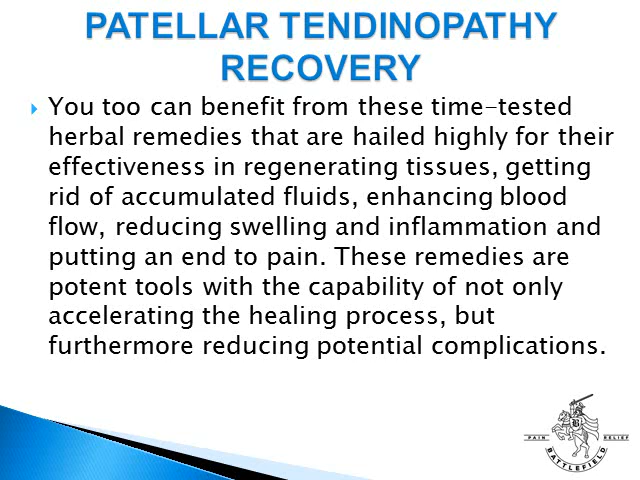 PATELLAR TENDINOPATHY
RECOVERY
You too can benefit from these time-tested
herbal remedies that are hailed highly for their
effectiveness in regenerating tissues, getting
rid of accumulated fluids, enhancing blood
flow, reducing swelling and inflammation and
putting an end to pain. These remedies are
potent tools with the capability of not only
accelerating the healing process, but
furthermore reducing potential complications.
PAIN RELIEF
B
BATTLEFIELD